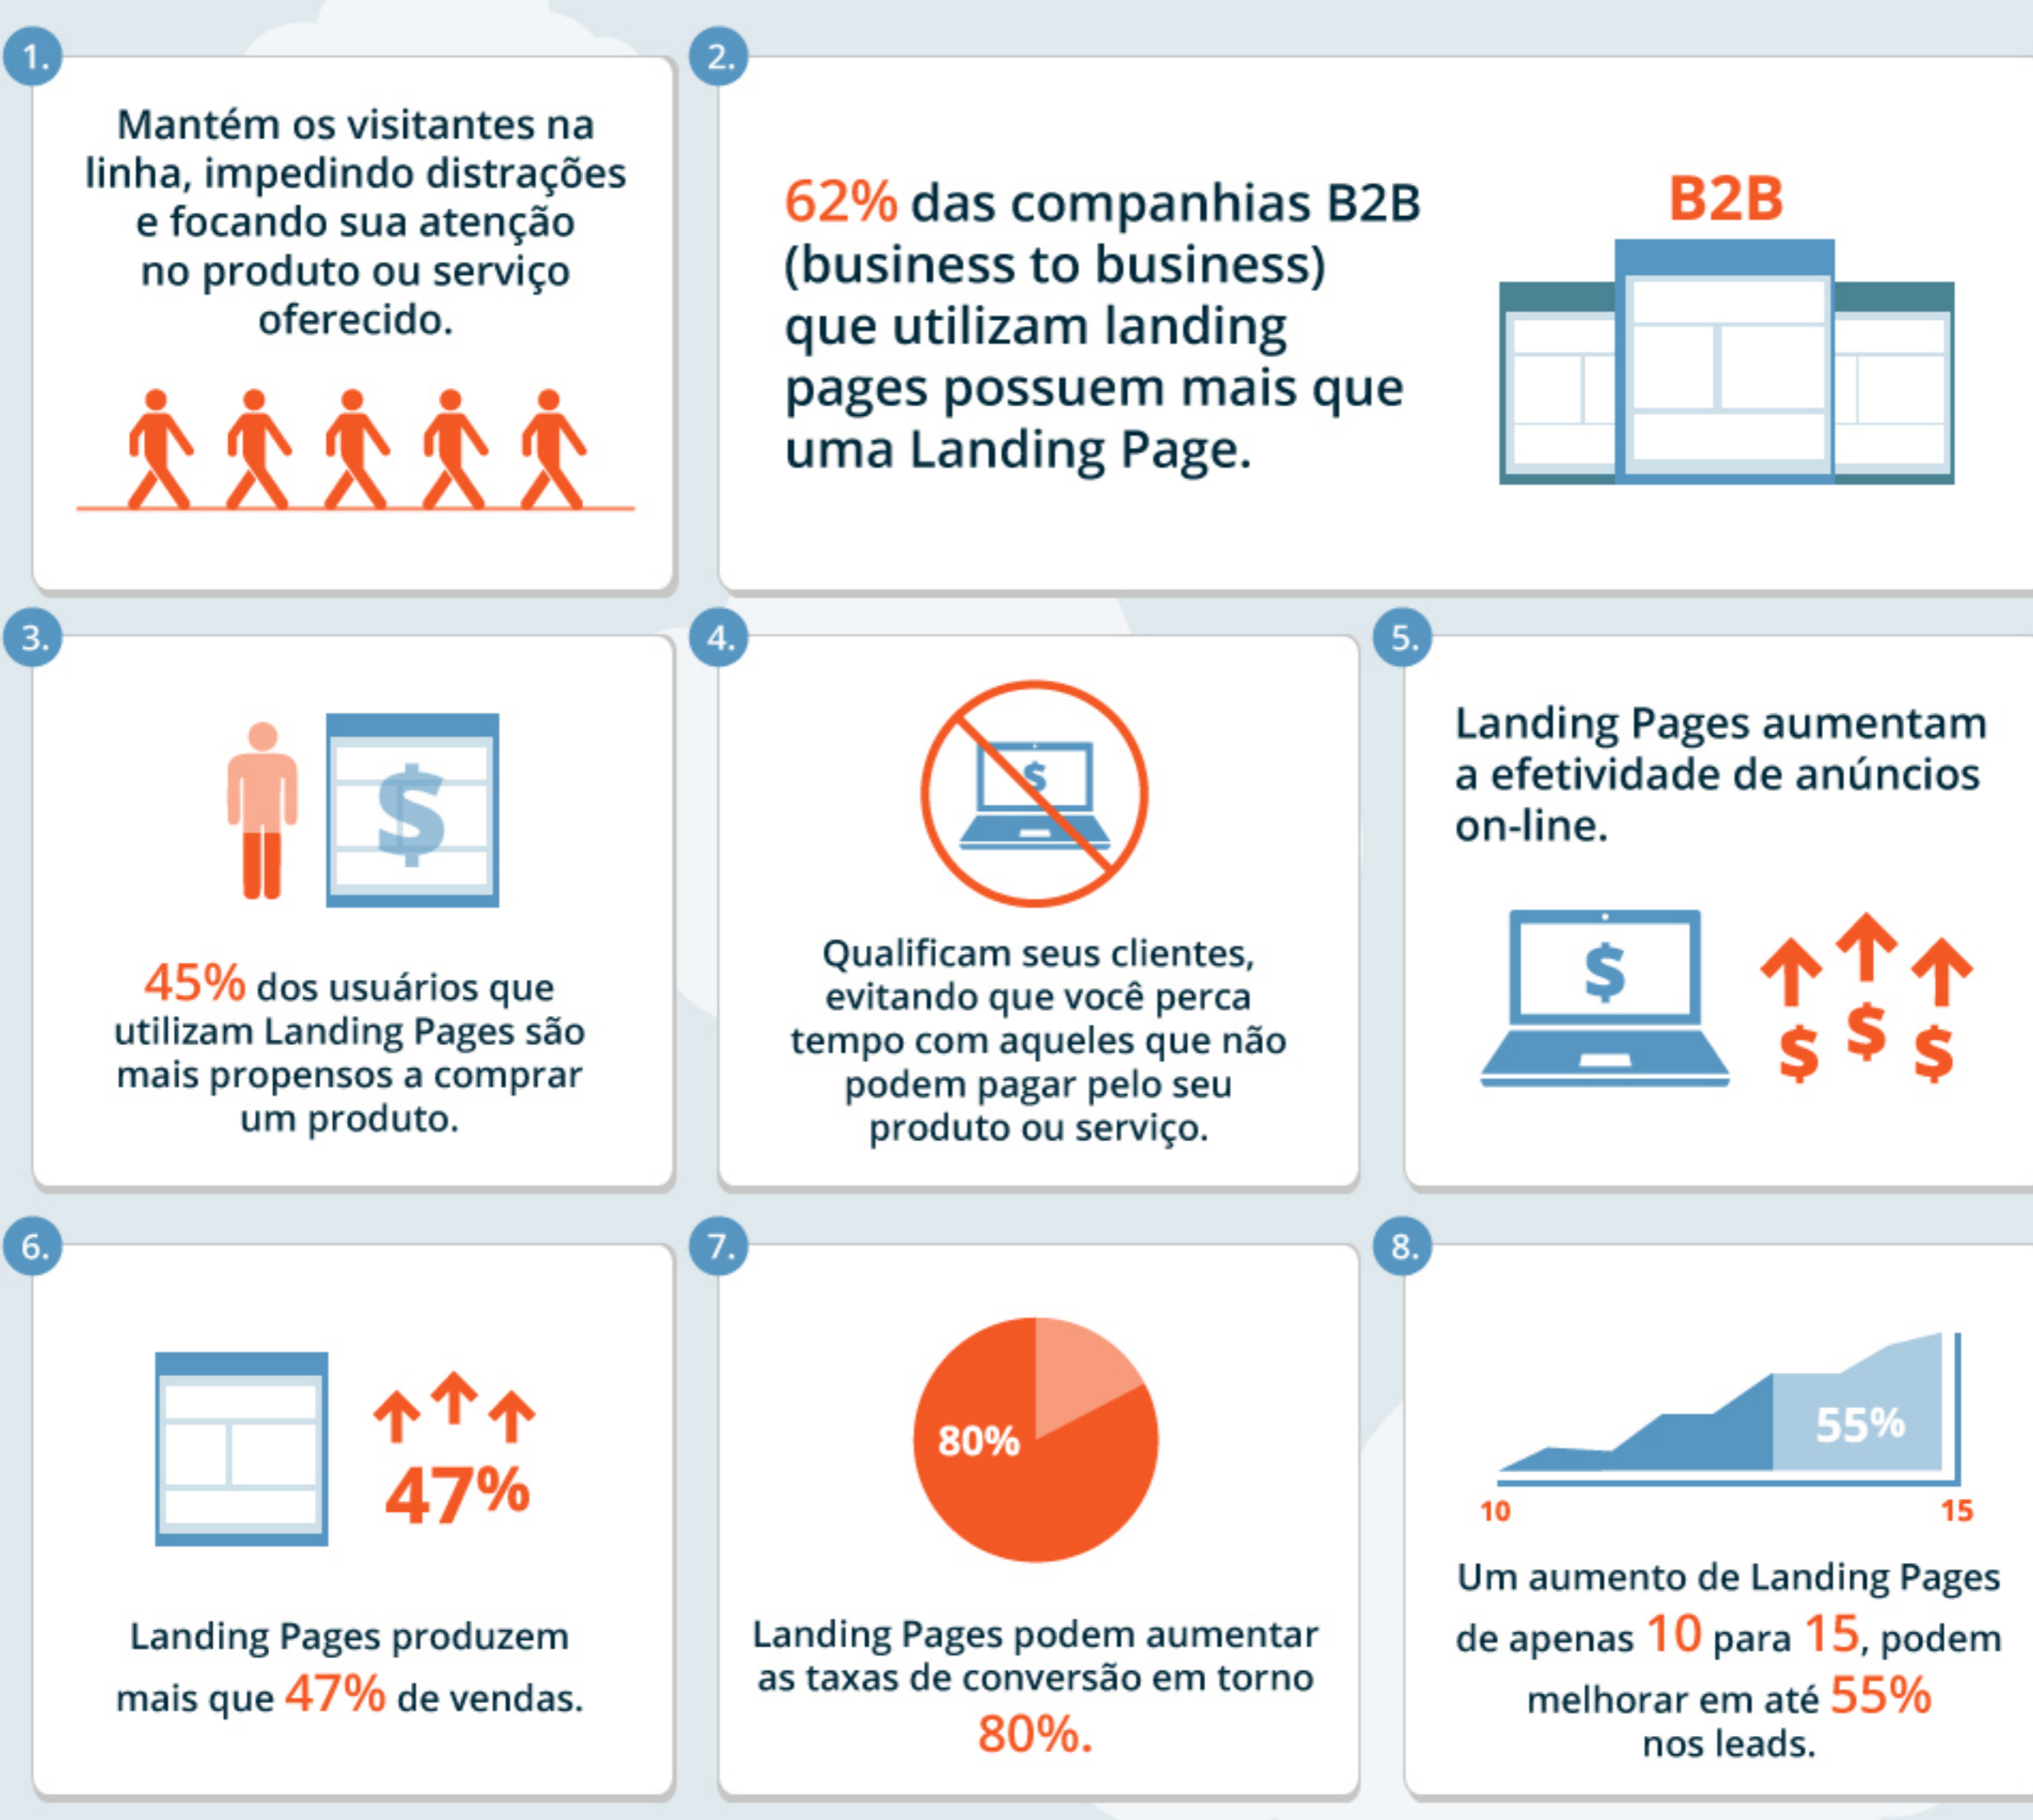 1.
Mantém os visitantes na
linha, impedindo distrações
e focando sua atenção
no produto ou serviço
oferecido.
2.
62% das companhias B2B
(business to business)
que utilizam landing
pages possuem mais que
uma Landing Page.
B2B
3.
$
45% dos usuários que
utilizam Landing Pages são
mais propensos a comprar
um produto.
4.
$
Qualificam seus clientes,
evitando que você perca
tempo com aqueles que não
podem pagar pelo seu
produto ou serviço.
5.
Landing Pages aumentam
a efetividade de anúncios
on-line.
$
$ $ $
6.
47%
Landing Pages produzem
mais que 47% de vendas.
7.
80%
Landing Pages podem aumentar
as taxas de conversão em torno
80%.
8.
55%
10 15
Um aumento de Landing Pages
de apenas 10 para 15, podem
melhorar em até 55%
nos leads.